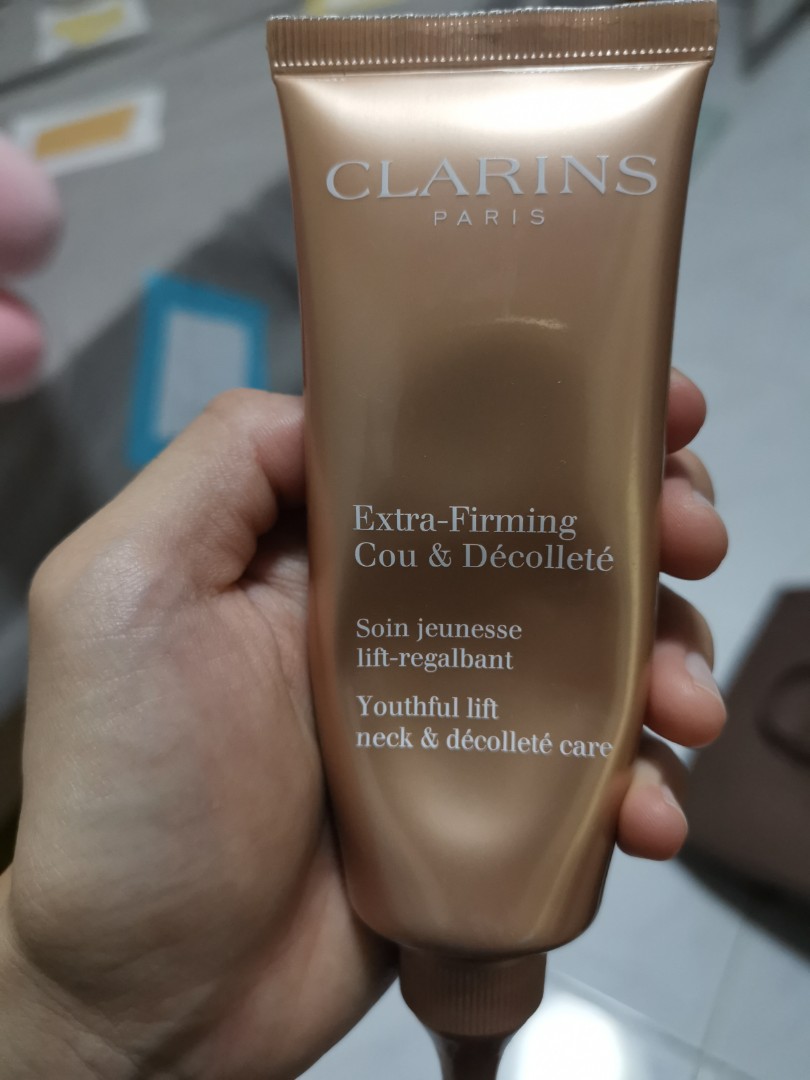 CLARINS
PARIS
Extra-Firming
Cou & Décolleté
Soin jeunesse
lift-regalbant
Youthful lift
neck & décolleté care